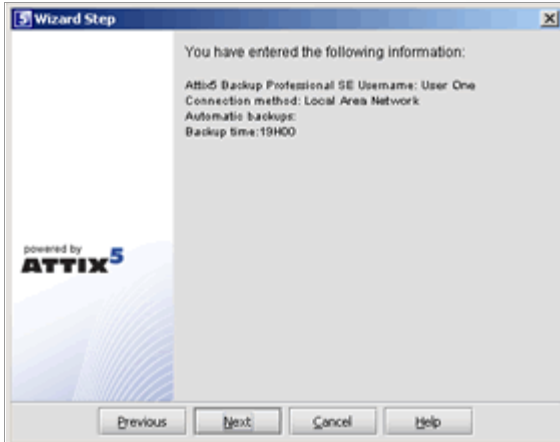 5 Wizard Step
You have entered the following information:
Attix5 Backup Professional SE Username: User One
Connection method: Local Area Network
Automatic backups:
Backup time:19H00
powered by
ATTIX5
Previous
Next
Cancel
Help